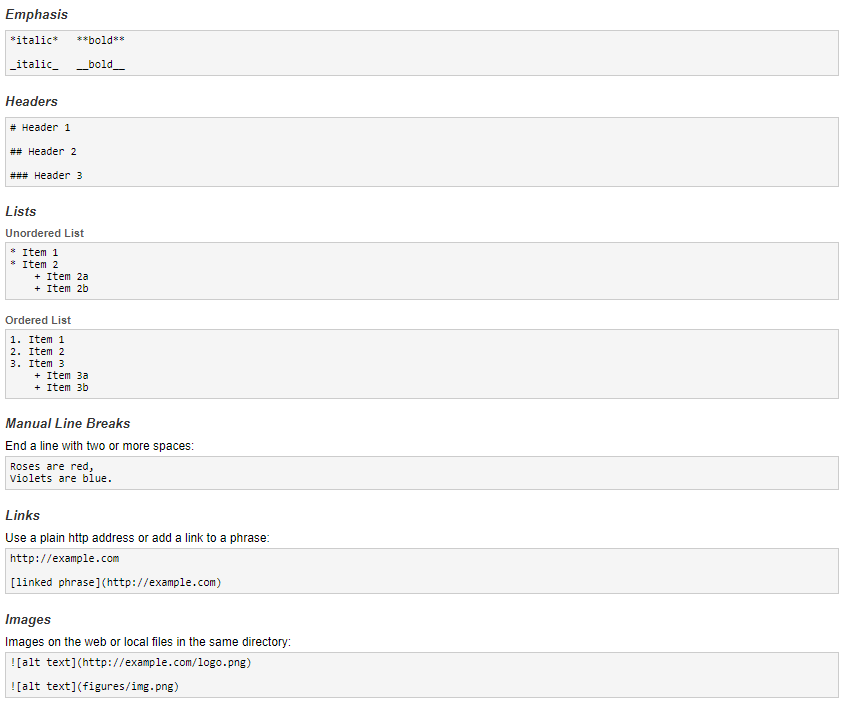 Emphasis
*italic*   **bold**
_italic_   __bold__
Headers
# Header 1
## Header 2
### Header 3
Lists
Unordered List
* Item 1
* Item 2
    + Item 2a
    + Item 2b
Ordered List
1. Item 1
2. Item 2
3. Item 3
    + Item 3a
    + Item 3b
Manual Line Breaks
End a line with two or more spaces:
Roses are red,
Violets are blue.
Links
Use a plain http address or add a link to a phrase:
http://example.com
[linked phrase](http://example.com)
Images
Images on the web or local files in the same directory:
![alt text](http://example.com/logo.png)
![alt text](figures/img.png)